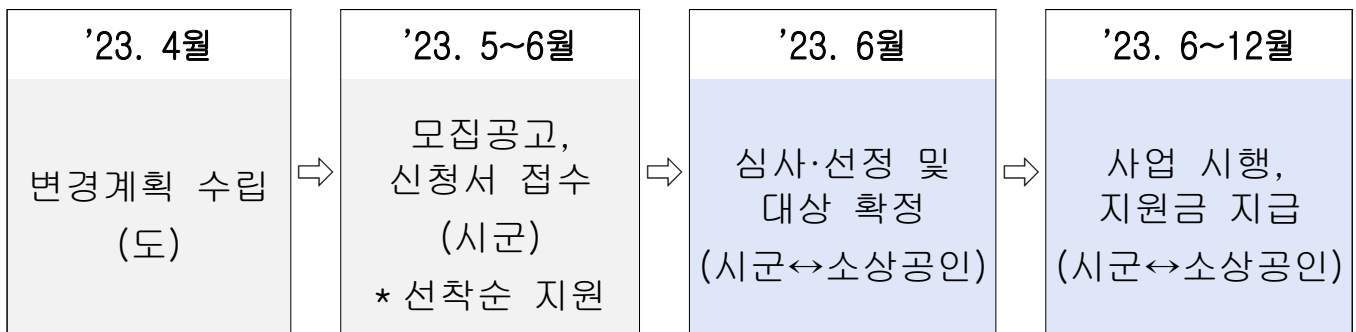 '23. 4월
변경계획 수립
(도)
⇨
'23. 5~6월
모집공고,
신청서 접수
(시군)
* 선착순 지원
⇨
'23. 6월
심사·선정 및
대상 확정
(시군↔소상공인)
⇨
'23. 6~12월
사업 시행,
지원금 지급
(시군↔소상공인)